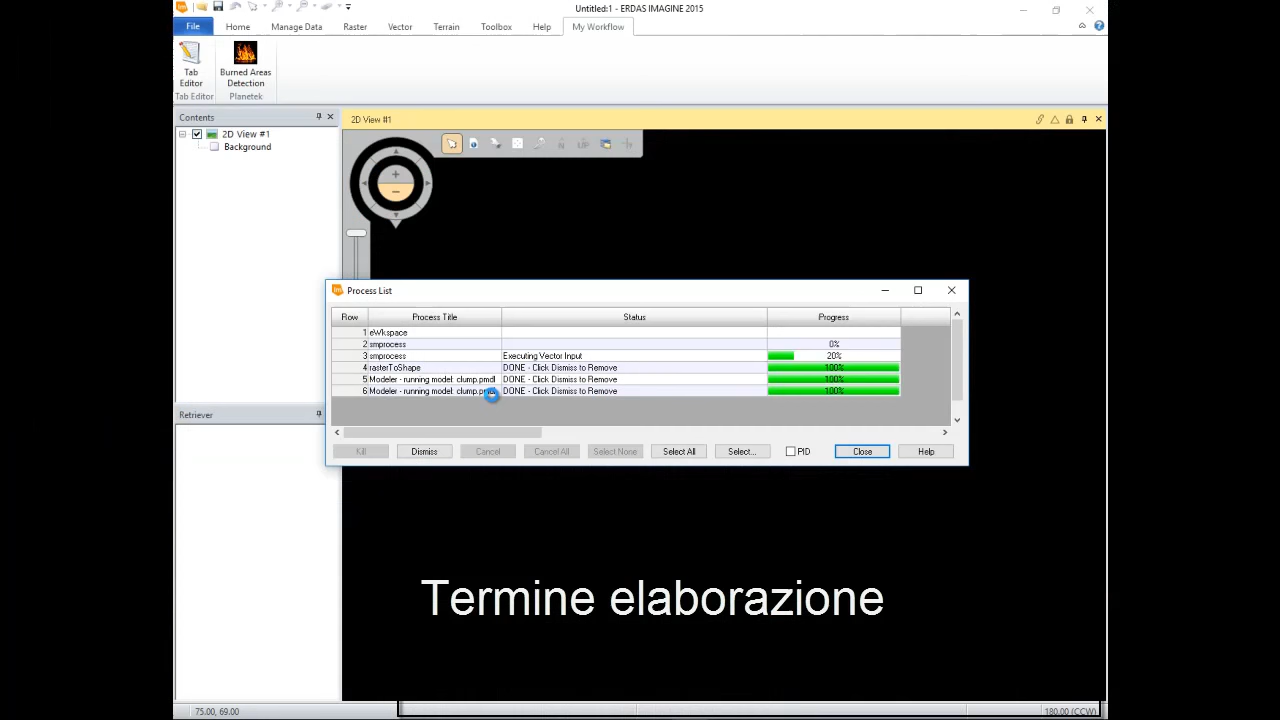 Untitled:1 - ERDAS IMAGINE 2015
File Home Manage Data Raster Vector Terrain Toolbox Help My Workflow
Tab Editor
Burned Areas Detection
Tab Editor Planetek
Contents
2D View #1
Background
2D View #1
Process List
Row Process Title Status Progress
1 eWkspace
2 smprocess 0%
3 smprocess Executing Vector Input 20%
4 rasterToShape DONE - Click Dismiss to Remove 100%
5 Modeler - running model: clump.pmdl DONE - Click Dismiss to Remove 100%
6 Modeler - running model: clump.pmdl DONE - Click Dismiss to Remove 100%
Kill Dismiss Cancel Cancel All Select None Select All Select... PID Close Help
Retriever
Termine elaborazione
75.00, 69.00
180.00 (CCW)